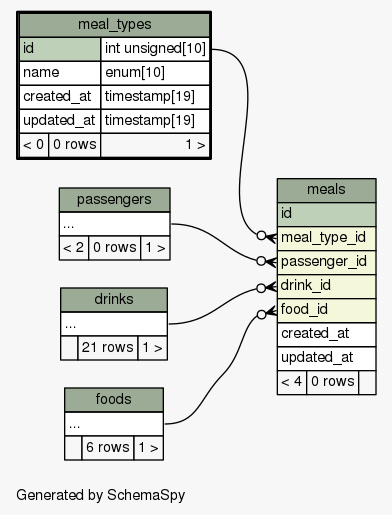 meal_types
id int unsigned[10]
name enum[10]
created_at timestamp[19]
updated_at timestamp[19]
< 0 0 rows 1 >
passengers
...
< 2 0 rows 1 >
drinks
...
21 rows 1 >
foods
...
6 rows 1 >
meals
id
meal_type_id
passenger_id
drink_id
food_id
created_at
updated_at
< 4 0 rows
Generated by SchemaSpy